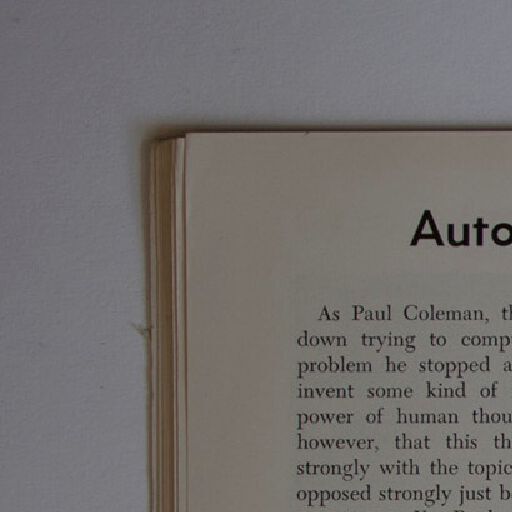 Auto
As Paul Coleman, th
down trying to comp
problem he stopped a
invent some kind of
power of human thou
however, that this th
strongly with the topic
opposed strongly just b